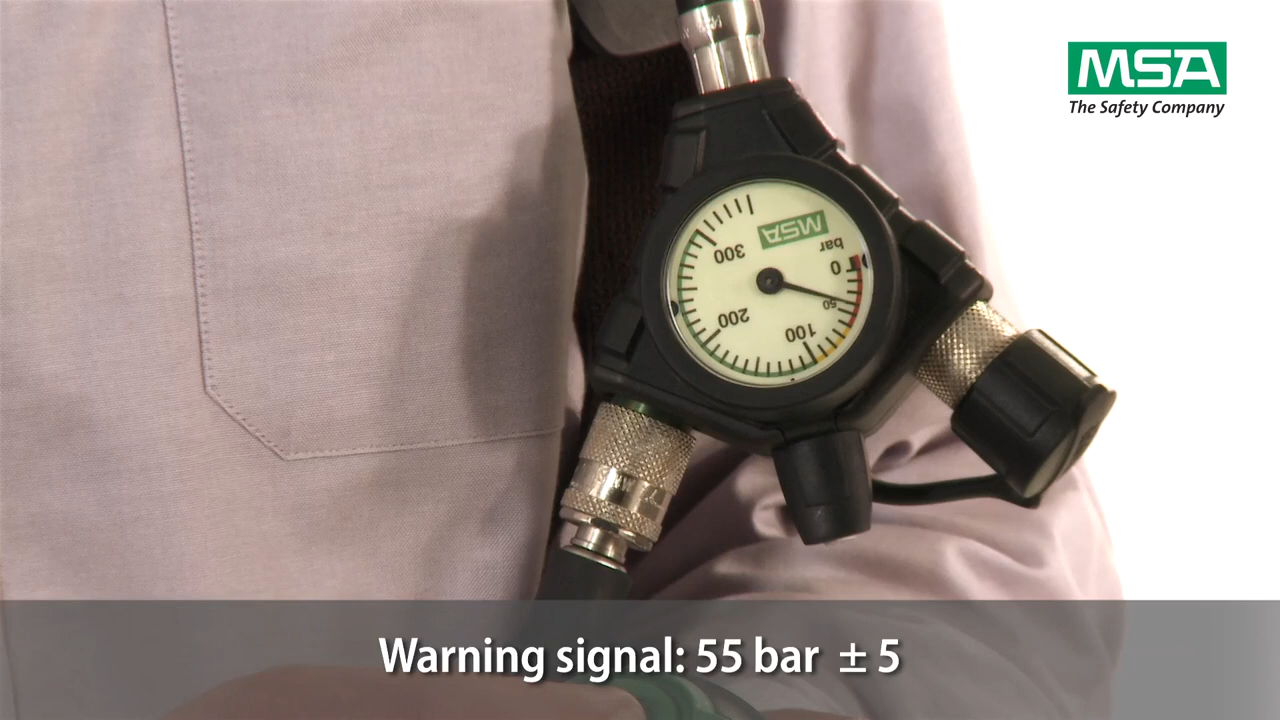 MSA
The Safety Company
MSA
bar
0
50
100
200
300
Warning signal: 55 bar ± 5